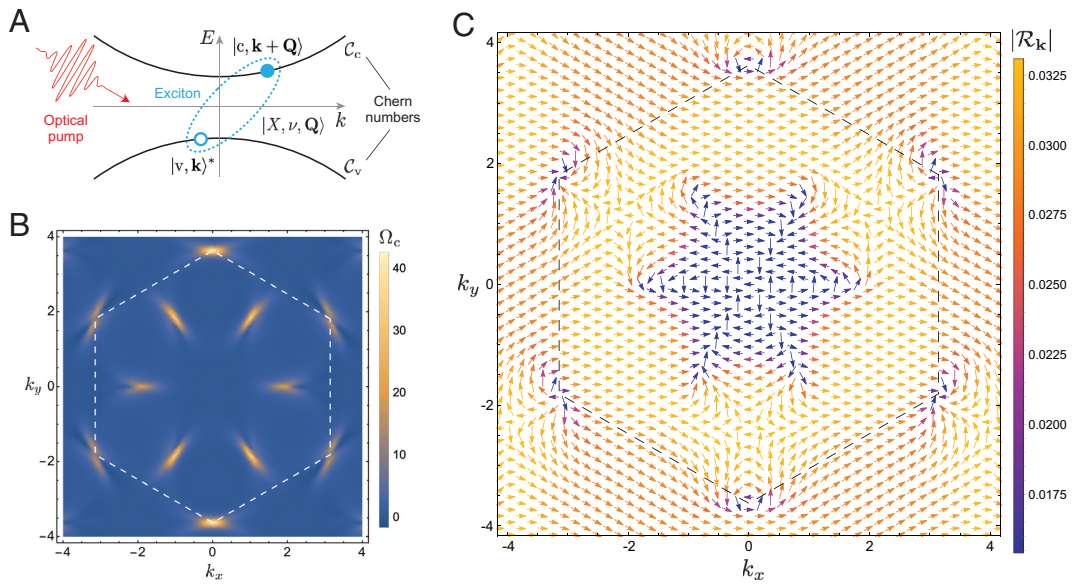 A
E
|c, k + Q⟩
𝒞c
Exciton
Chern
numbers
k
Optical
pump
|X, ν, Q⟩
|v, k⟩*
𝒞v
B
Ωc
4
2
0
−2
−4
ky
−4 −2 0 2 4
kx
40
30
20
10
0
C
|ℛk|
4
2
0
-2
-4
ky
-4 -2 0 2 4
kx
0.0325
0.0300
0.0275
0.0250
0.0225
0.0200
0.0175